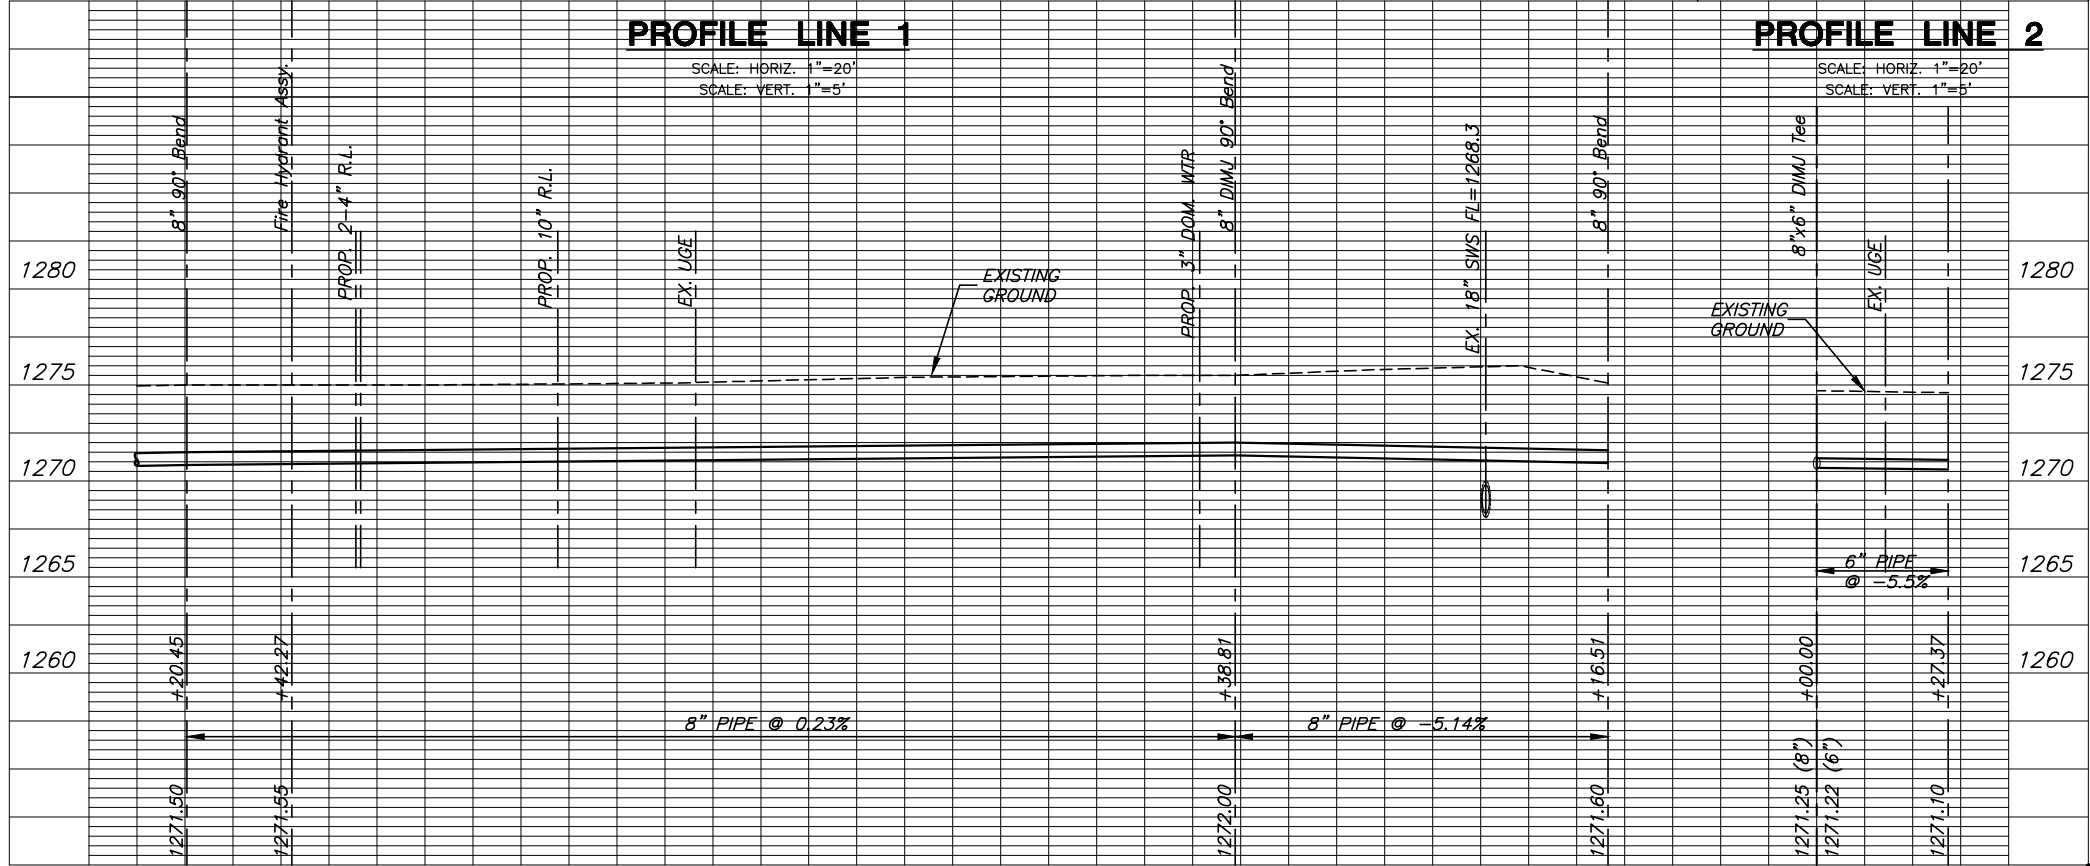 PROFILE LINE 1
SCALE: HORIZ. 1"=20'
SCALE: VERT. 1"=5'
PROFILE LINE 2
SCALE: HORIZ. 1"=20'
SCALE: VERT. 1"=5'
8" 90° Bend
Fire Hydrant Assy.
PROP. 2-4" R.L.
PROP. 10" R.L.
EX. UGE
PROP. 3" DOM. WTR
8" DIMJ 90° Bend
EX. 18" SWS FL=1268.3
8" 90° Bend
8"x6" DIMJ Tee
EX. UGE
1280
1280
EXISTING
GROUND
EXISTING
GROUND
1275
1275
1270
1270
1265
1265
6" PIPE
@ -5.5%
1260
1260
+20.45
+42.27
+38.81
+16.51
+00.00
+27.37
8" PIPE @ 0.23%
8" PIPE @ -5.14%
1271.50
1271.55
1272.00
1271.60
1271.25 (8")
1271.22 (6")
1271.10